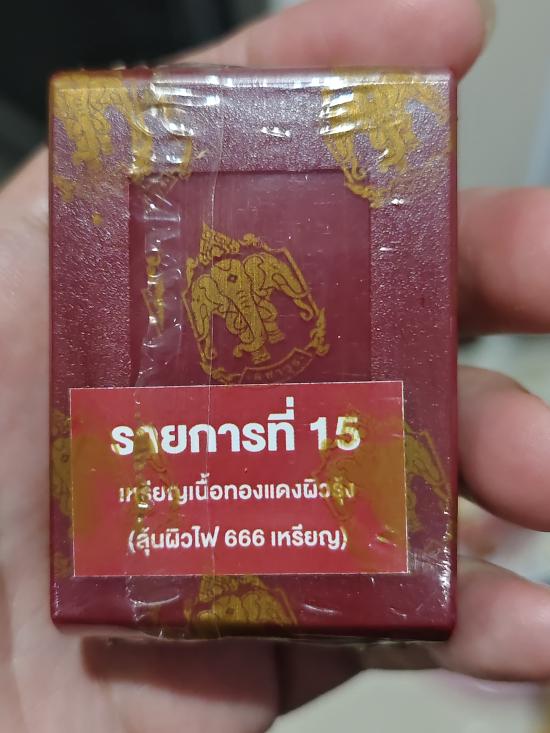 รายการที่ 15
เหรียญเนื้อทองแดงผิวรุ้ง
(ลุ้นผิวไฟ 666 เหรียญ)